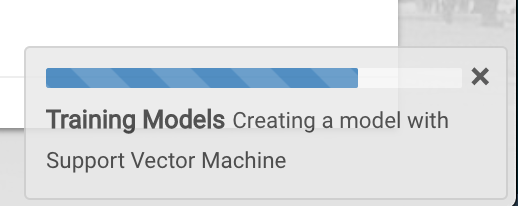 Training Models Creating a model with
Support Vector Machine